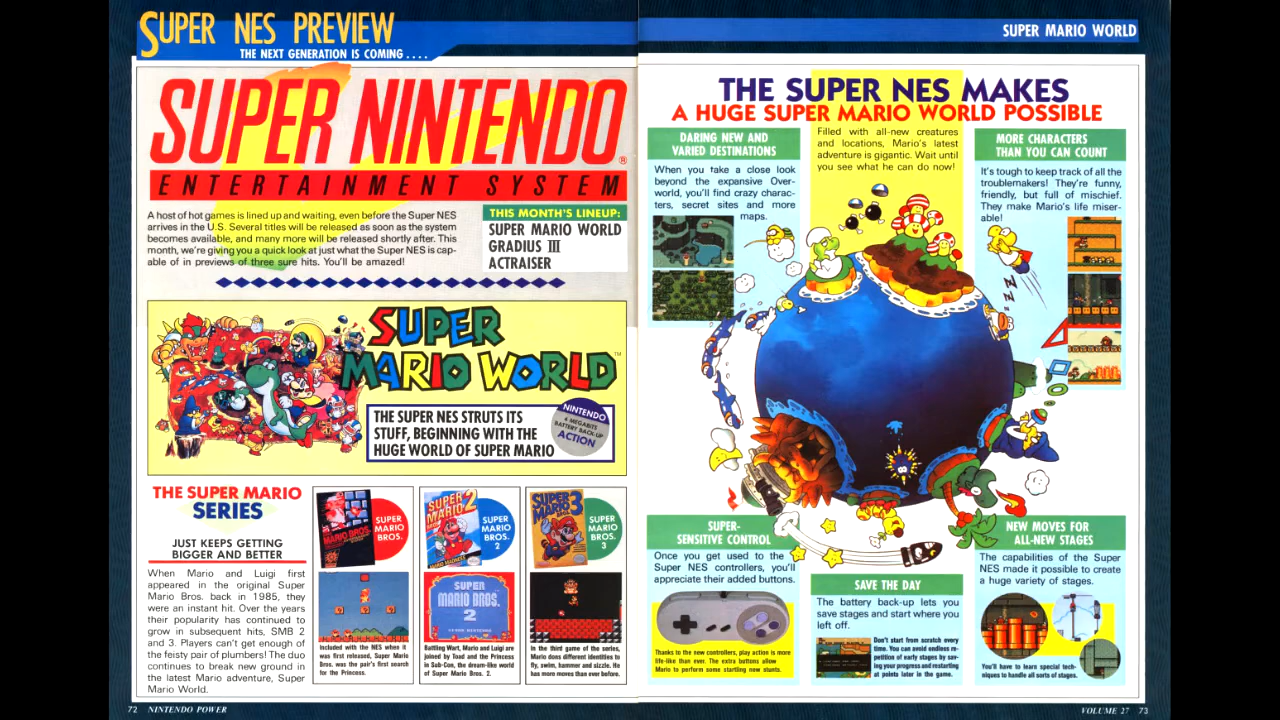 SUPER NES PREVIEW
THE NEXT GENERATION IS COMING . . . .
SUPER NINTENDO®
ENTERTAINMENT SYSTEM
A host of hot games is lined up and waiting, even before the Super NES
arrives in the U.S. Several titles will be released as soon as the system
becomes available, and many more will be released shortly after. This
month, we're giving you a quick look at just what the Super NES is cap-
able of in previews of three sure hits. You'll be amazed!
THIS MONTH'S LINEUP:
SUPER MARIO WORLD
GRADIUS III
ACTRAISER
SUPER
MARIO WORLD™
THE SUPER NES STRUTS ITS
STUFF, BEGINNING WITH THE
HUGE WORLD OF SUPER MARIO
NINTENDO
4 MEGABITS
BATTERY BACK-UP
ACTION
THE SUPER MARIO
SERIES
JUST KEEPS GETTING
BIGGER AND BETTER
When Mario and Luigi first
appeared in the original Super
Mario Bros. back in 1985, they
were an instant hit. Over the years
their popularity has continued to
grow in subsequent hits, SMB 2
and 3. Players can't get enough of
the feisty pair of plumbers! The duo
continues to break new ground in
the latest Mario adventure, Super
Mario World.
SUPER
MARIO
BROS.
Included with the NES when it
was first released, Super Mario
Bros. was the pair's first search
for the Princess.
SUPER
MARIO
BROS.
2
SUPER
MARIO BROS.
2
Battling Wart, Mario and Luigi are
joined by Toad and the Princess
in Sub-Con, the dream-like world
of Super Mario Bros. 2.
SUPER
MARIO
BROS.
3
In the third game of the series,
Mario does different identities to
fly, swim, hammer and sizzle. He
has more moves than ever before.
72 NINTENDO POWER
SUPER MARIO WORLD
THE SUPER NES MAKES
A HUGE SUPER MARIO WORLD POSSIBLE
DARING NEW AND
VARIED DESTINATIONS
When you take a close look
beyond the expansive Over-
world, you'll find crazy charac-
ters, secret sites and more
maps.
Filled with all-new creatures
and locations, Mario's latest
adventure is gigantic. Wait until
you see what he can do now!
MORE CHARACTERS
THAN YOU CAN COUNT
It's tough to keep track of all the
troublemakers! They're funny,
friendly, but full of mischief.
They make Mario's life miser-
able!
SUPER-
SENSITIVE CONTROL
Once you get used to the
Super NES controllers, you'll
appreciate their added buttons.
Thanks to the new controllers, play action is more
life-like than ever. The extra buttons allow
Mario to perform some startling new stunts.
SAVE THE DAY
The battery back-up lets you
save stages and start where you
left off.
Don't start from scratch every
time. You can avoid endless re-
petition of early stages by sav-
ing your progress and restarting
at points later in the game.
NEW MOVES FOR
ALL-NEW STAGES
The capabilities of the Super
NES made it possible to create
a huge variety of stages.
You'll have to learn special tech-
niques to handle all sorts of stages.
VOLUME 27 73